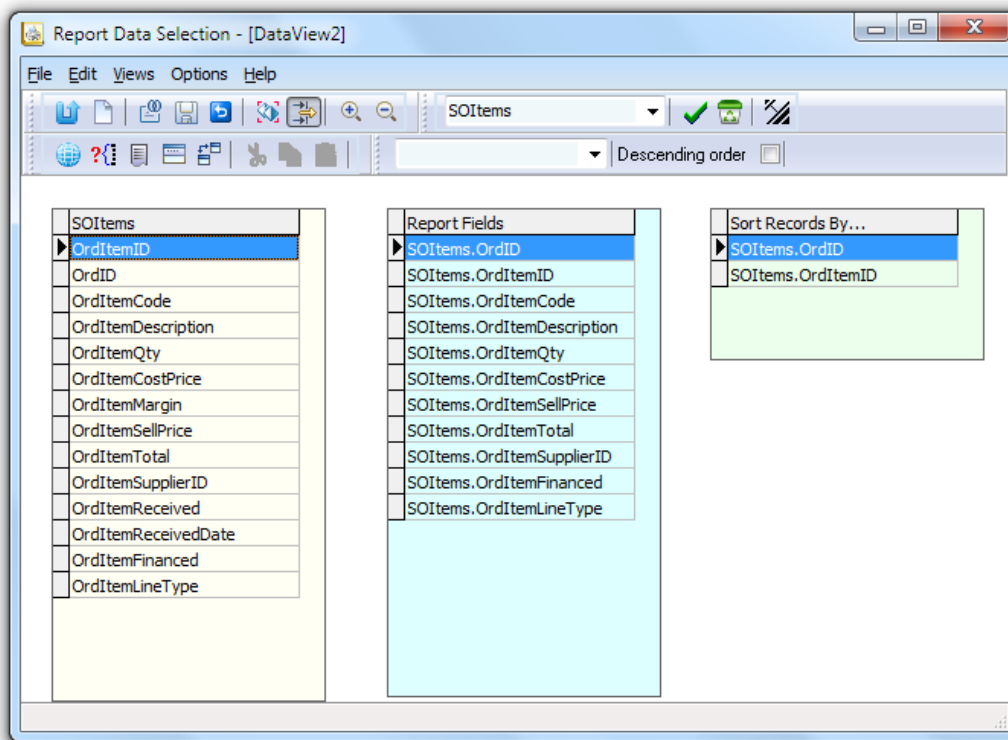 Report Data Selection - [DataView2]
File Edit Views Options Help
SOItems
Descending order
SOItems
OrdItemID
OrdID
OrdItemCode
OrdItemDescription
OrdItemQty
OrdItemCostPrice
OrdItemMargin
OrdItemSellPrice
OrdItemTotal
OrdItemSupplierID
OrdItemReceived
OrdItemReceivedDate
OrdItemFinanced
OrdItemLineType
Report Fields
SOItems.OrdID
SOItems.OrdItemID
SOItems.OrdItemCode
SOItems.OrdItemDescription
SOItems.OrdItemQty
SOItems.OrdItemCostPrice
SOItems.OrdItemSellPrice
SOItems.OrdItemTotal
SOItems.OrdItemSupplierID
SOItems.OrdItemFinanced
SOItems.OrdItemLineType
Sort Records By...
SOItems.OrdID
SOItems.OrdItemID